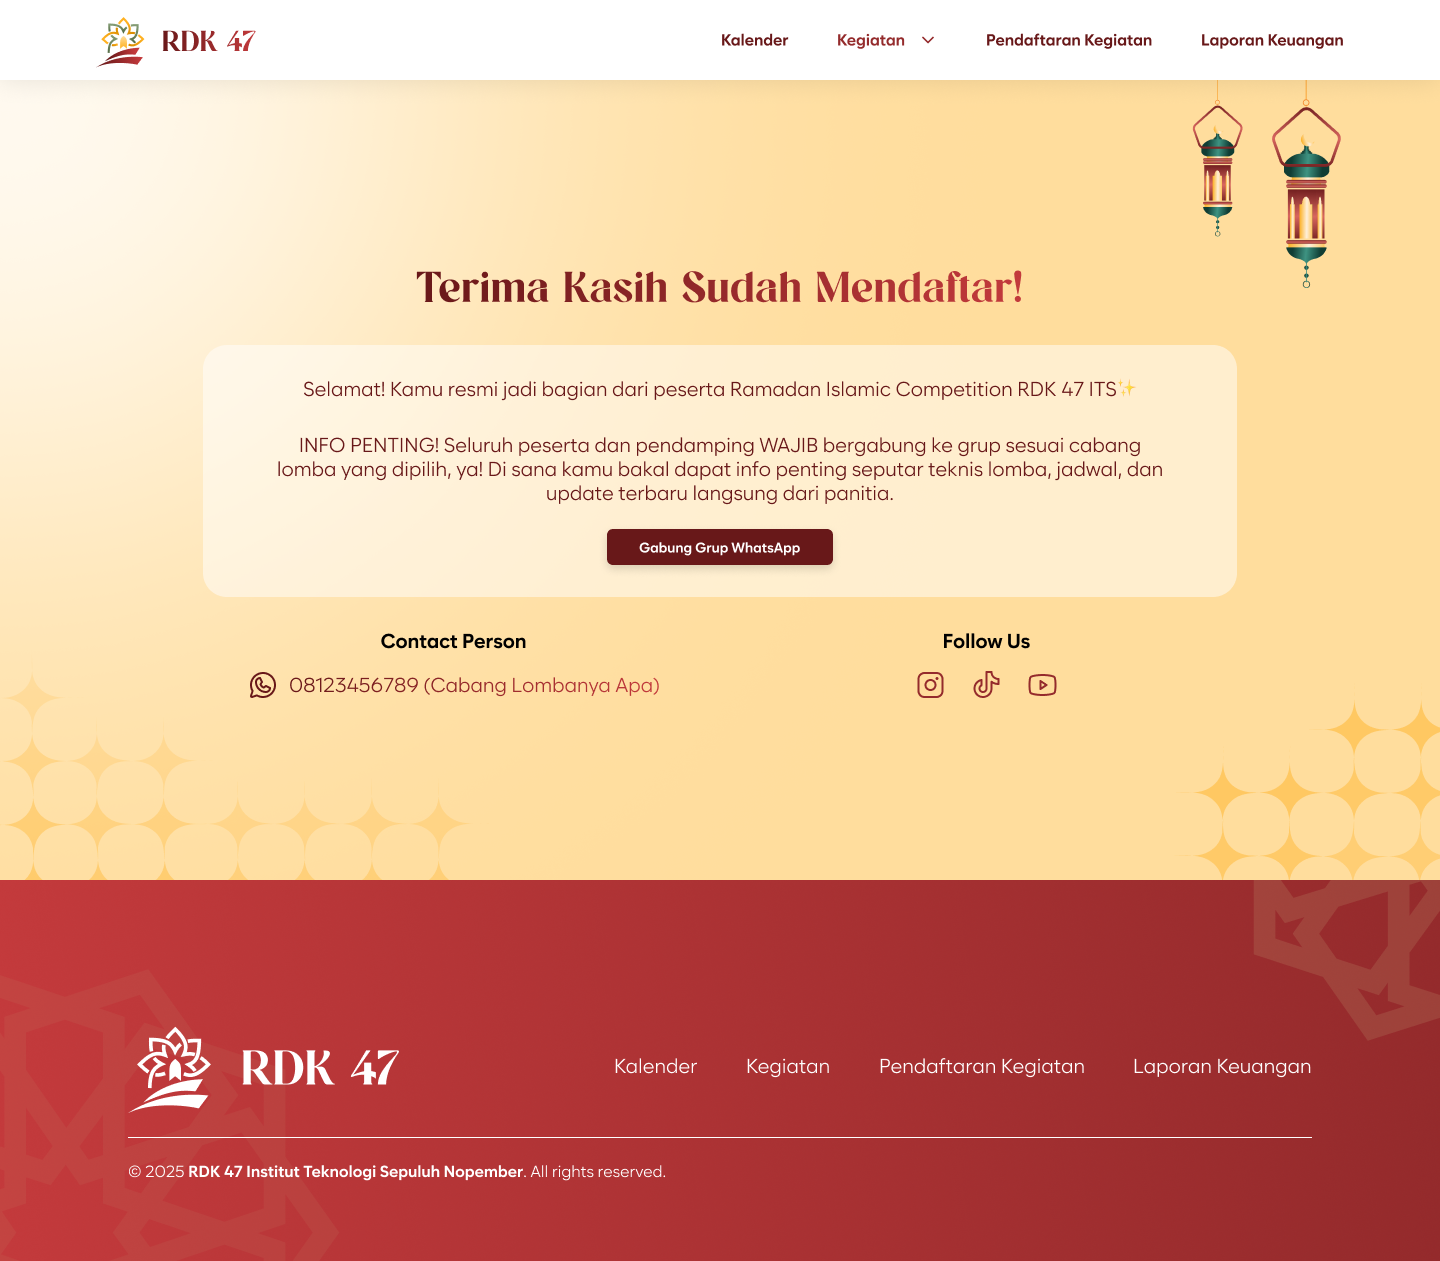 RDK 47
Kalender
Kegiatan
Pendaftaran Kegiatan
Laporan Keuangan
Terima Kasih Sudah Mendaftar!
Selamat! Kamu resmi jadi bagian dari peserta Ramadan Islamic Competition RDK 47 ITS✨
INFO PENTING! Seluruh peserta dan pendamping WAJIB bergabung ke grup sesuai cabang
lomba yang dipilih, ya! Di sana kamu bakal dapat info penting seputar teknis lomba, jadwal, dan
update terbaru langsung dari panitia.
Gabung Grup WhatsApp
Contact Person
08123456789 (Cabang Lombanya Apa)
Follow Us
RDK 47
Kalender
Kegiatan
Pendaftaran Kegiatan
Laporan Keuangan
© 2025 RDK 47 Institut Teknologi Sepuluh Nopember. All rights reserved.